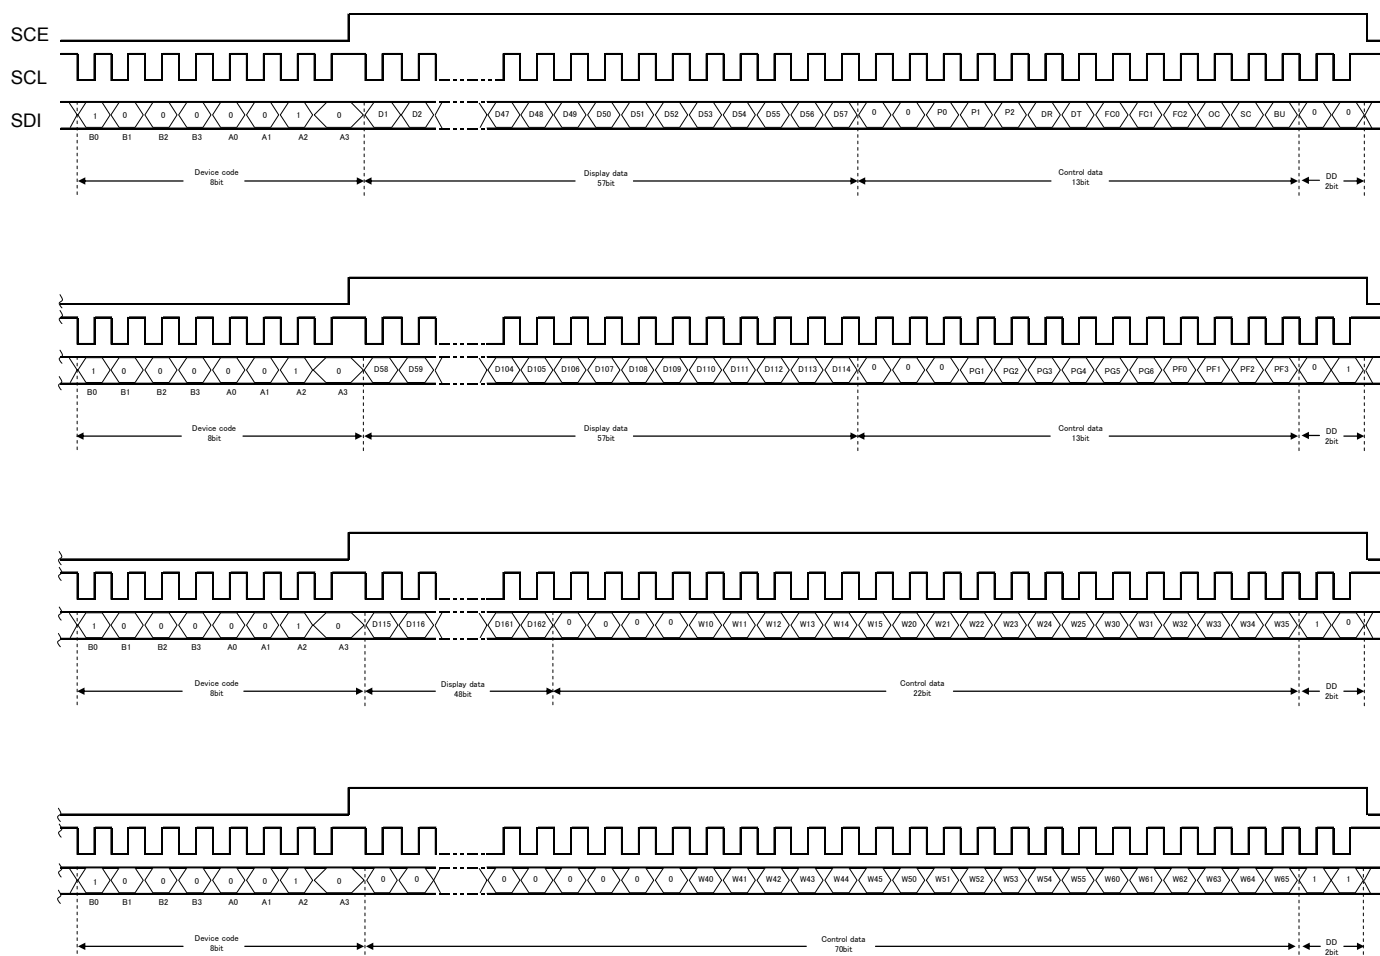 SCE
SCL
SDI
1 0 0 0 0 0 1 0 D1 D2 D47 D48 D49 D50 D51 D52 D53 D54 D55 D56 D57 0 0 P0 P1 P2 DR DT FC0 FC1 FC2 OC SC BU 0 0
B0 B1 B2 B3 A0 A1 A2 A3
Device code Display data Control data DD
8bit 57bit 13bit 2bit
1 0 0 0 0 0 1 0 D58 D59 D104 D105 D106 D107 D108 D109 D110 D111 D112 D113 D114 0 0 0 PG1 PG2 PG3 PG4 PG5 PG6 PF0 PF1 PF2 PF3 0 1
B0 B1 B2 B3 A0 A1 A2 A3
Device code Display data Control data DD
8bit 57bit 13bit 2bit
1 0 0 0 0 0 1 0 D115 D116 D161 D162 0 0 0 0 W10 W11 W12 W13 W14 W15 W20 W21 W22 W23 W24 W25 W30 W31 W32 W33 W34 W35 1 0
B0 B1 B2 B3 A0 A1 A2 A3
Device code Display data Control data DD
8bit 48bit 22bit 2bit
1 0 0 0 0 0 1 0 0 0 0 0 0 0 0 0 W40 W41 W42 W43 W44 W45 W50 W51 W52 W53 W54 W55 W60 W61 W62 W63 W64 W65 1 1
B0 B1 B2 B3 A0 A1 A2 A3
Device code Control data DD
8bit 70bit 2bit